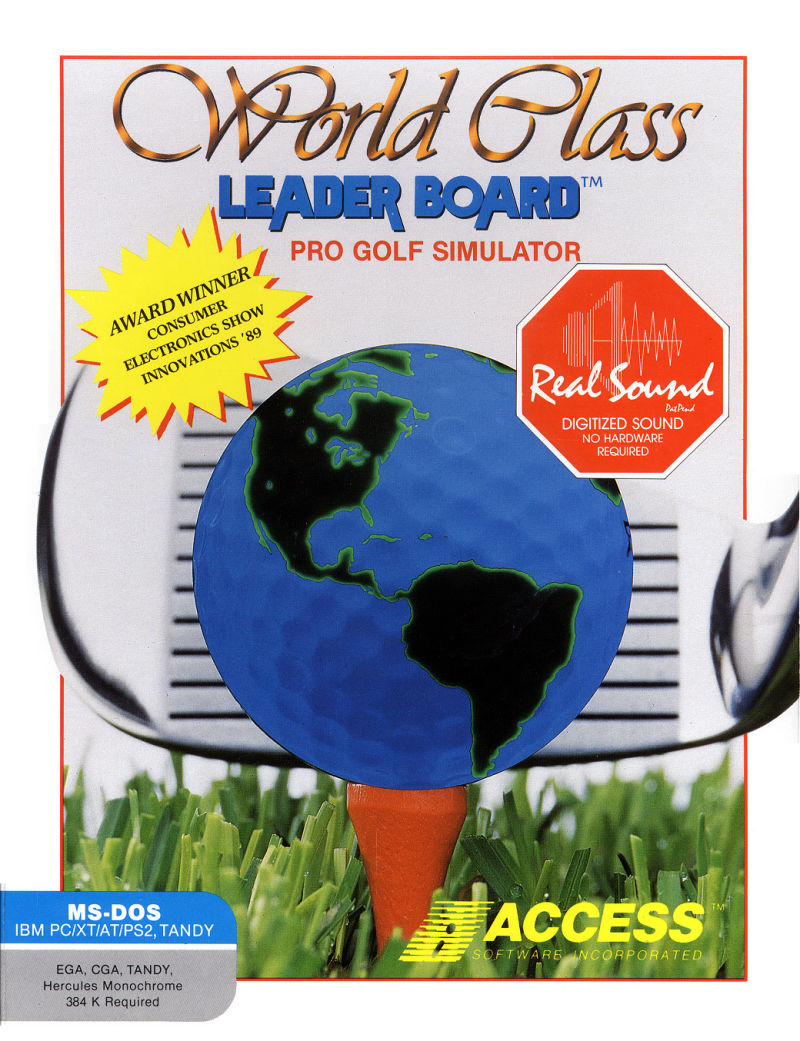 World Class
LEADER BOARD™
PRO GOLF SIMULATOR
AWARD WINNER
CONSUMER
ELECTRONICS SHOW
INNOVATIONS '89
Real Sound
Pat Pend
DIGITIZED SOUND
NO HARDWARE
REQUIRED
MS-DOS
IBM PC/XT/AT/PS2, TANDY
EGA, CGA, TANDY,
Hercules Monochrome
384 K Required
ACCESS™
SOFTWARE INCORPORATED